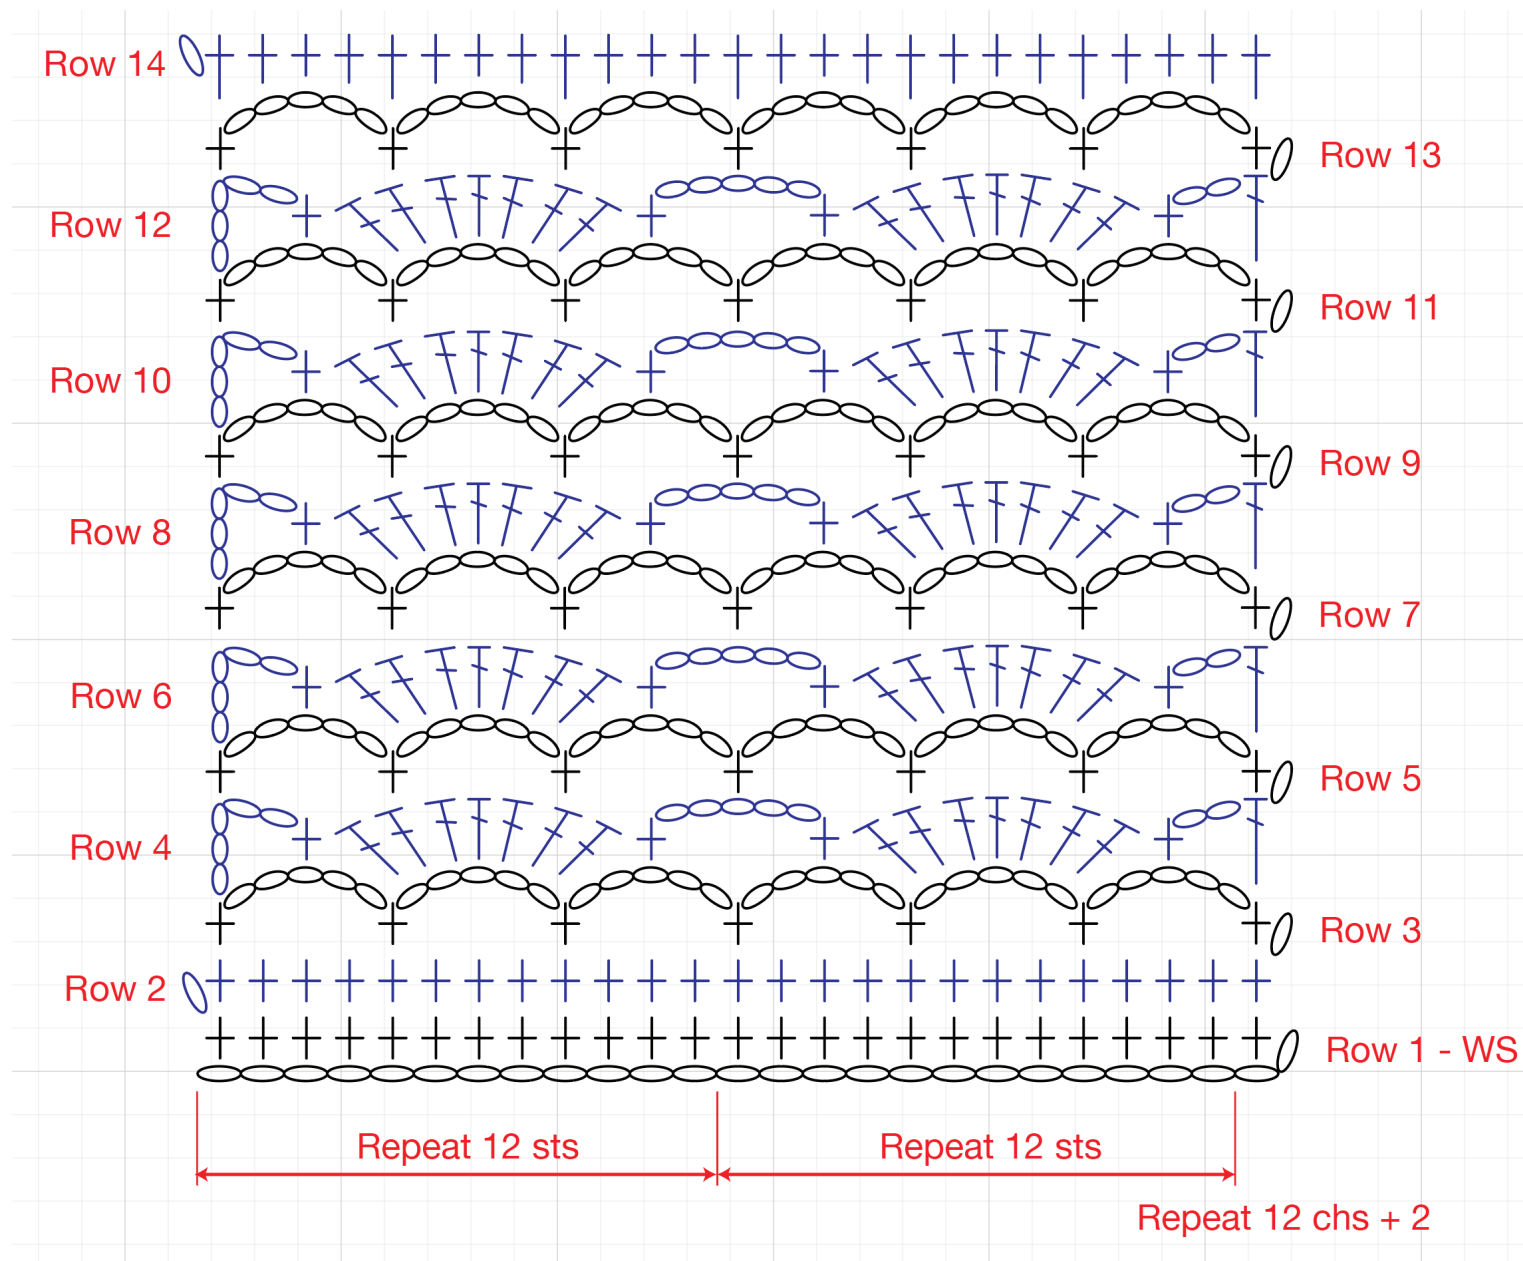 Row 14
Row 13
Row 12
Row 11
Row 10
Row 9
Row 8
Row 7
Row 6
Row 5
Row 4
Row 3
Row 2
Row 1 - WS
Repeat 12 sts
Repeat 12 sts
Repeat 12 chs + 2